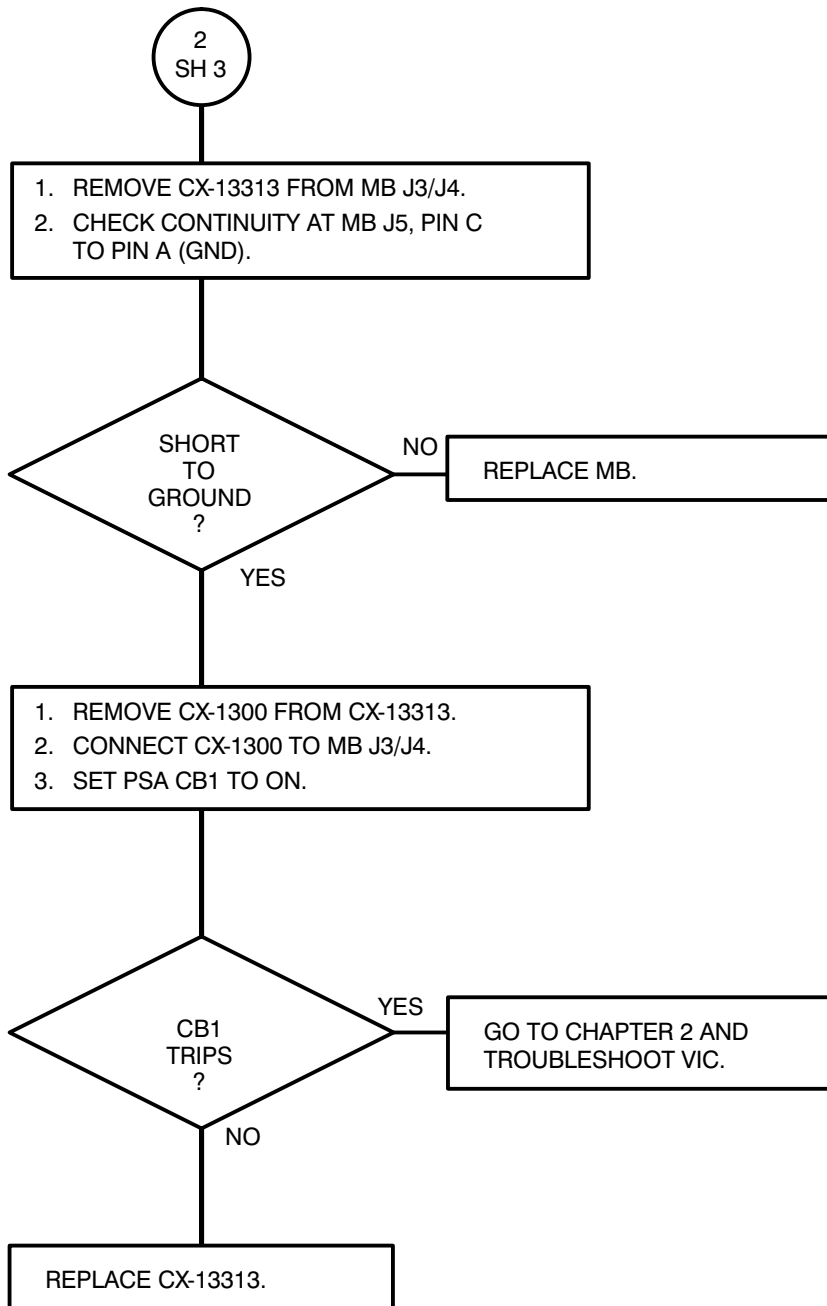 2
SH 3
1. REMOVE CX-13313 FROM MB J3/J4.
2. CHECK CONTINUITY AT MB J5, PIN C
TO PIN A (GND).
SHORT
TO
GROUND
?
NO
REPLACE MB.
YES
1. REMOVE CX-1300 FROM CX-13313.
2. CONNECT CX-1300 TO MB J3/J4.
3. SET PSA CB1 TO ON.
CB1
TRIPS
?
YES
GO TO CHAPTER 2 AND
TROUBLESHOOT VIC.
NO
REPLACE CX-13313.